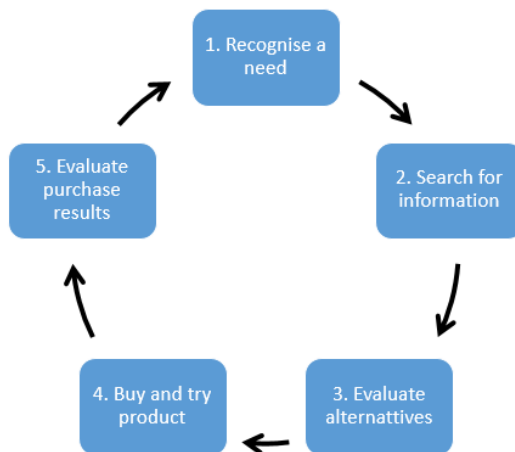 1. Recognise a
need
2. Search for
information
3. Evaluate
alternattives
4. Buy and try
product
5. Evaluate
purchase
results